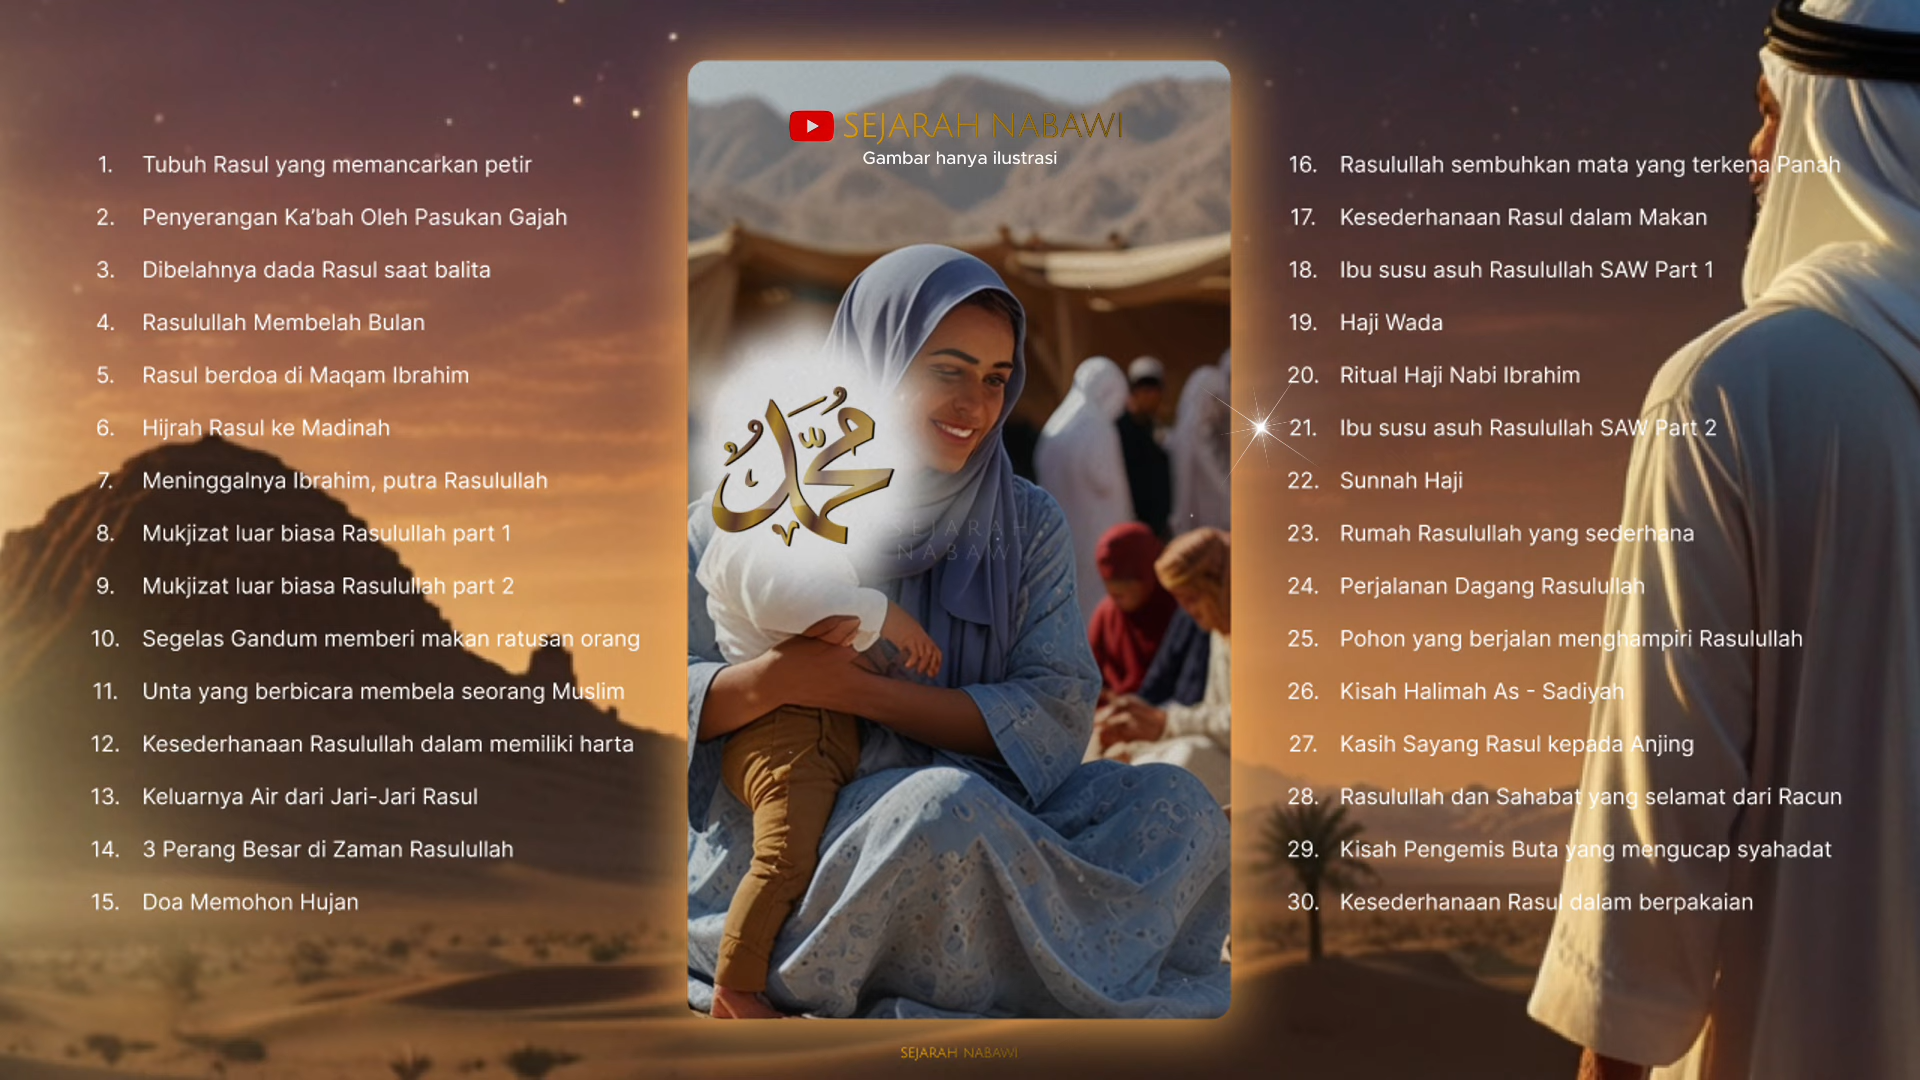 1. Tubuh Rasul yang memancarkan petir
2. Penyerangan Ka’bah Oleh Pasukan Gajah
3. Dibelahnya dada Rasul saat balita
4. Rasulullah Membelah Bulan
5. Rasul berdoa di Maqam Ibrahim
6. Hijrah Rasul ke Madinah
7. Meninggalnya Ibrahim, putra Rasulullah
8. Mukjizat luar biasa Rasulullah part 1
9. Mukjizat luar biasa Rasulullah part 2
10. Segelas Gandum memberi makan ratusan orang
11. Unta yang berbicara membela seorang Muslim
12. Kesederhanaan Rasulullah dalam memiliki harta
13. Keluarnya Air dari Jari-Jari Rasul
14. 3 Perang Besar di Zaman Rasulullah
15. Doa Memohon Hujan
SEJARAH NABAWI
Gambar hanya ilustrasi
محمد
SEJARAH
NABAWI
SEJARAH NABAWI
16. Rasulullah sembuhkan mata yang terkena Panah
17. Kesederhanaan Rasul dalam Makan
18. Ibu susu asuh Rasulullah SAW Part 1
19. Haji Wada
20. Ritual Haji Nabi Ibrahim
21. Ibu susu asuh Rasulullah SAW Part 2
22. Sunnah Haji
23. Rumah Rasulullah yang sederhana
24. Perjalanan Dagang Rasulullah
25. Pohon yang berjalan menghampiri Rasulullah
26. Kisah Halimah As - Sadiyah
27. Kasih Sayang Rasul kepada Anjing
28. Rasulullah dan Sahabat yang selamat dari Racun
29. Kisah Pengemis Buta yang mengucap syahadat
30. Kesederhanaan Rasul dalam berpakaian